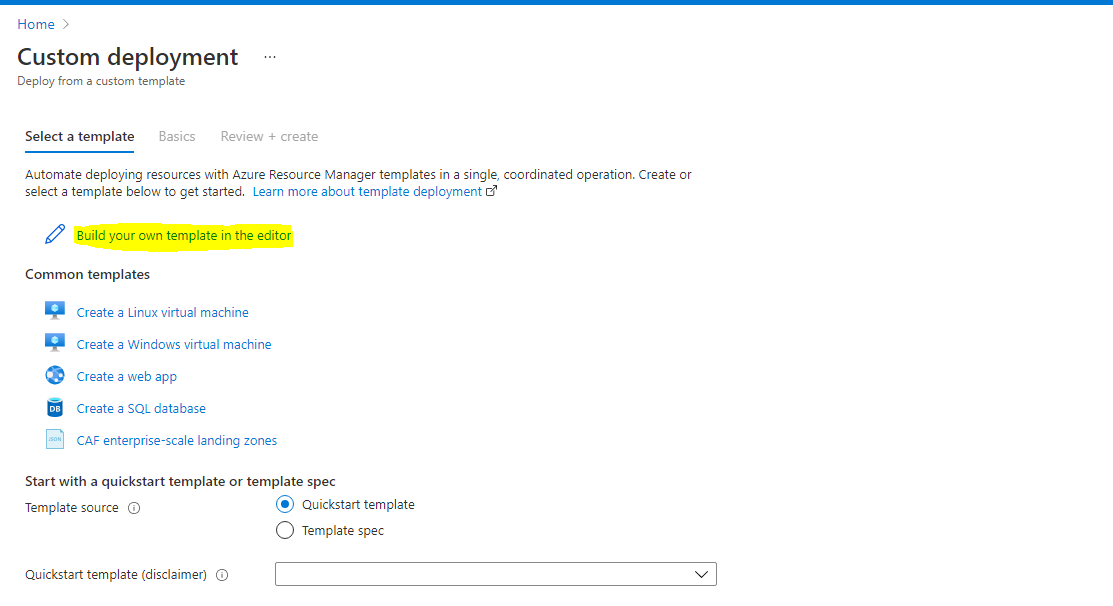 Home >
Custom deployment ...
Deploy from a custom template
Select a template Basics Review + create
Automate deploying resources with Azure Resource Manager templates in a single, coordinated operation. Create or
select a template below to get started. Learn more about template deployment
Build your own template in the editor
Common templates
Create a Linux virtual machine
Create a Windows virtual machine
Create a web app
DB Create a SQL database
JSON CAF enterprise-scale landing zones
Start with a quickstart template or template spec
Template source Quickstart template
Template spec
Quickstart template (disclaimer)